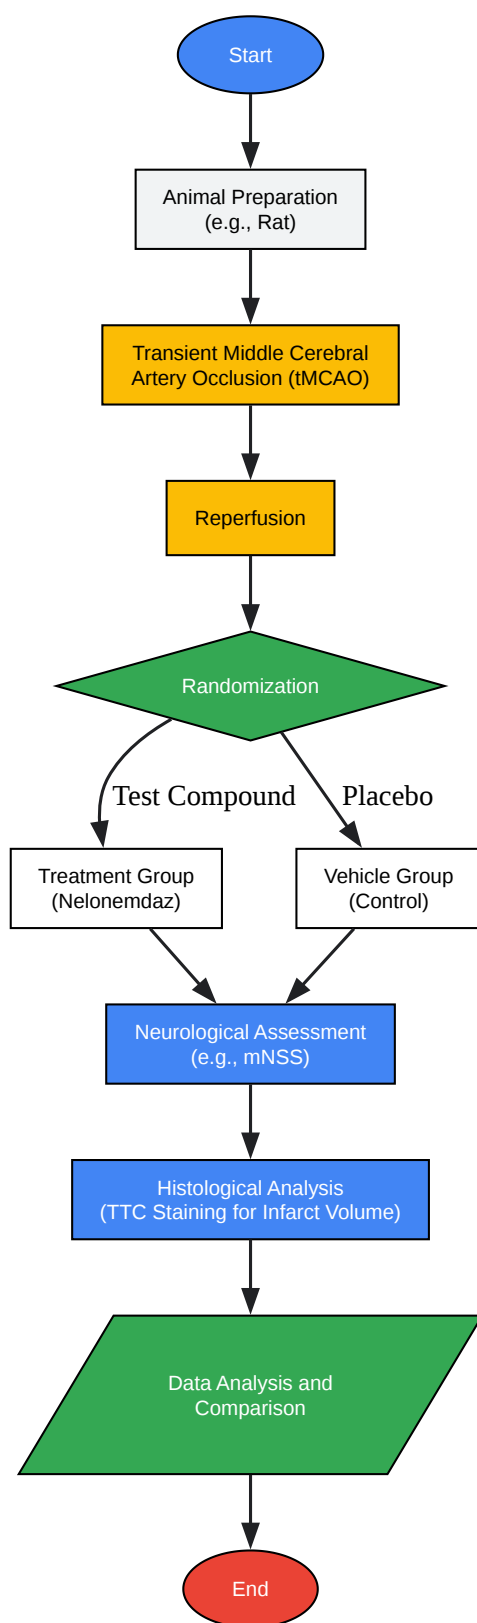 Start
Animal Preparation
(e.g., Rat)
Transient Middle Cerebral
Artery Occlusion (tMCAO)
Reperfusion
Randomization
Test Compound
Placebo
Treatment Group
(Nelonemdaz)
Vehicle Group
(Control)
Neurological Assessment
(e.g., mNSS)
Histological Analysis
(TTC Staining for Infarct Volume)
Data Analysis and
Comparison
End